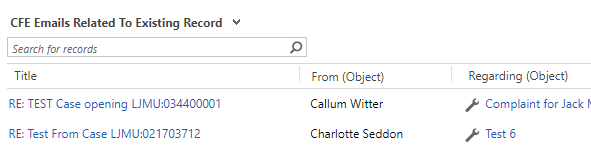 CFE Emails Related To Existing Record
Search for records
Title From (Object) Regarding (Object)
RE: TEST Case opening LJMU:034400001 Callum Witter Complaint for Jack
RE: Test From Case LJMU:021703712 Charlotte Seddon Test 6